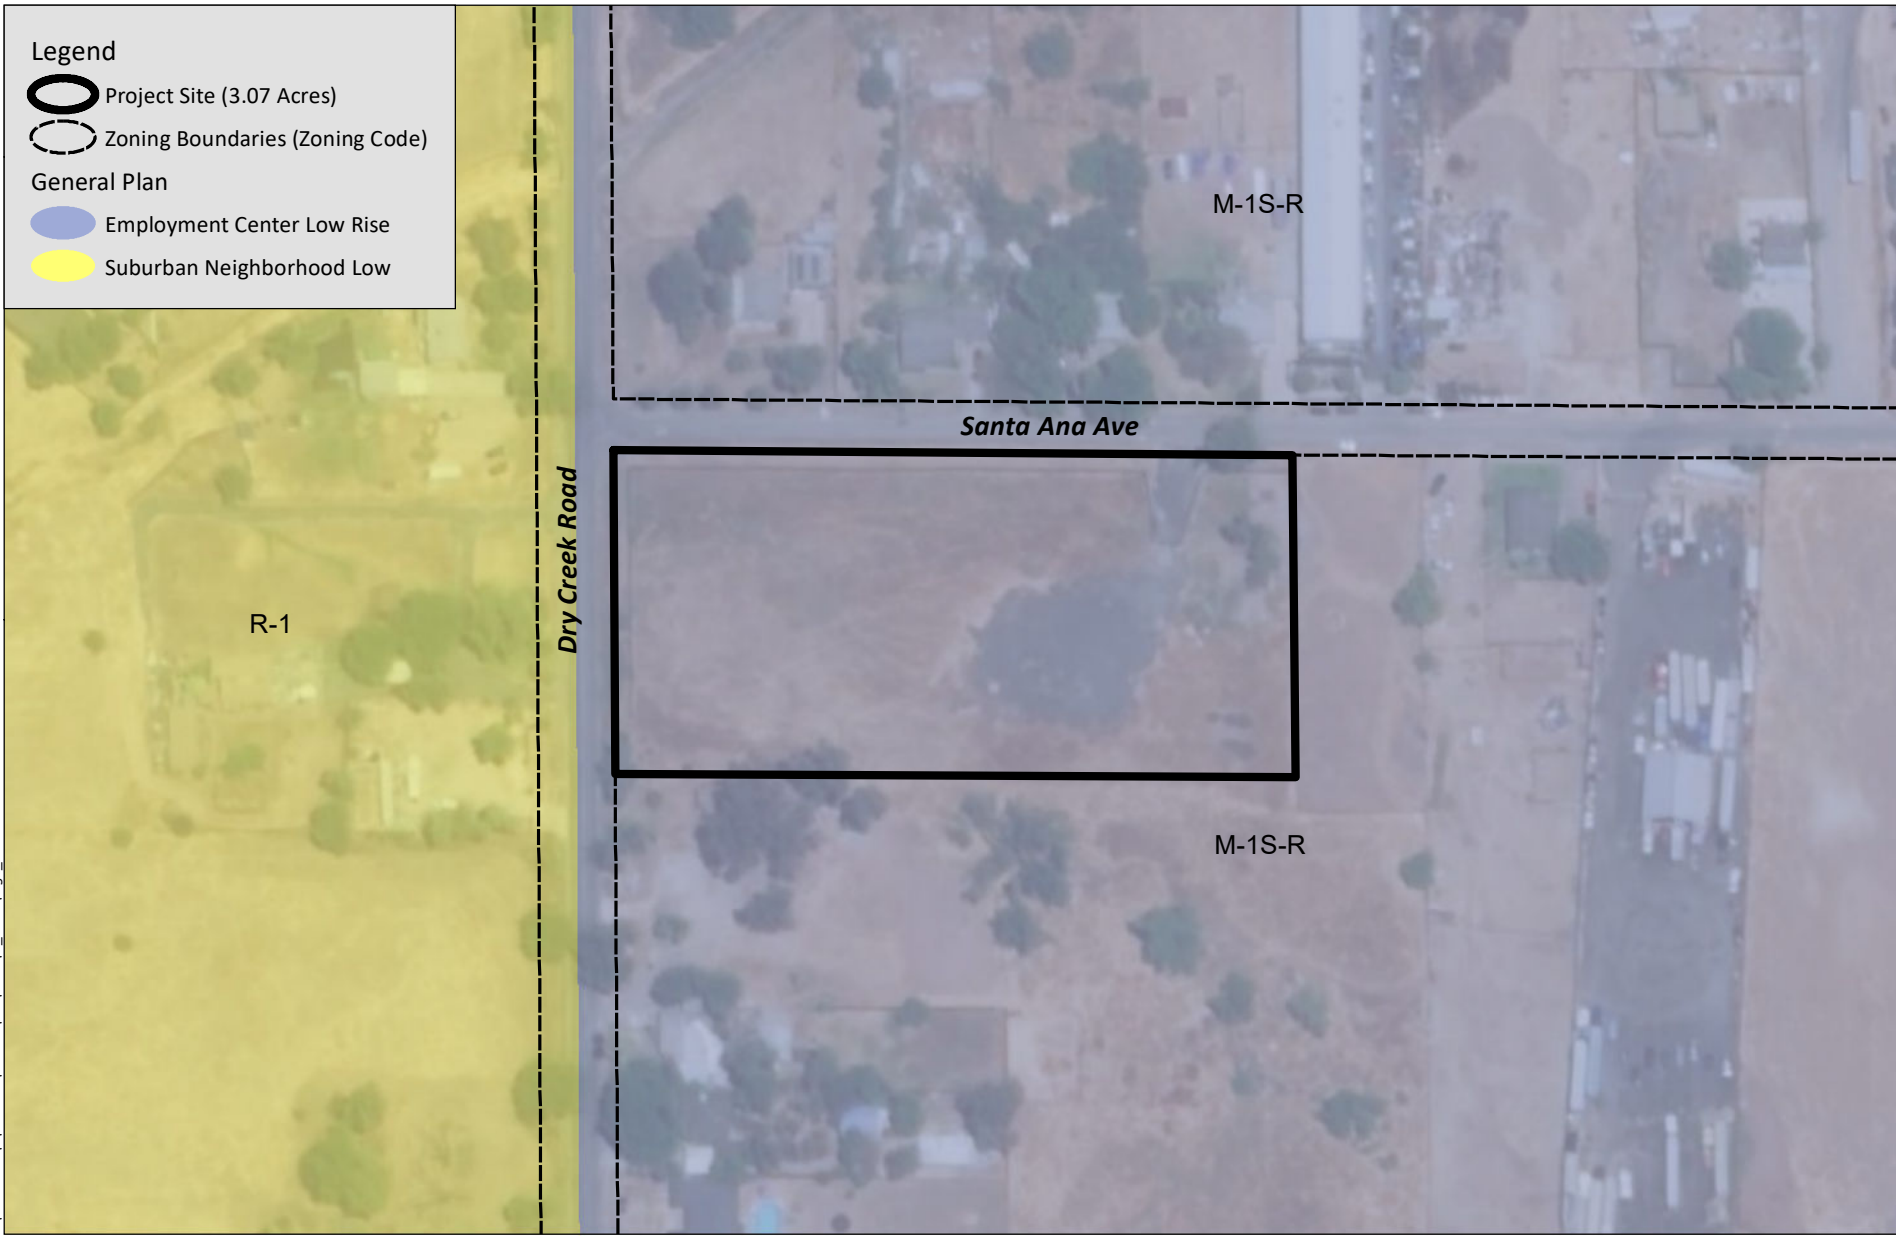 Legend
Project Site (3.07 Acres)
Zoning Boundaries (Zoning Code)
General Plan
Employment Center Low Rise
Suburban Neighborhood Low
M-1S-R
Santa Ana Ave
Dry Creek Road
R-1
M-1S-R